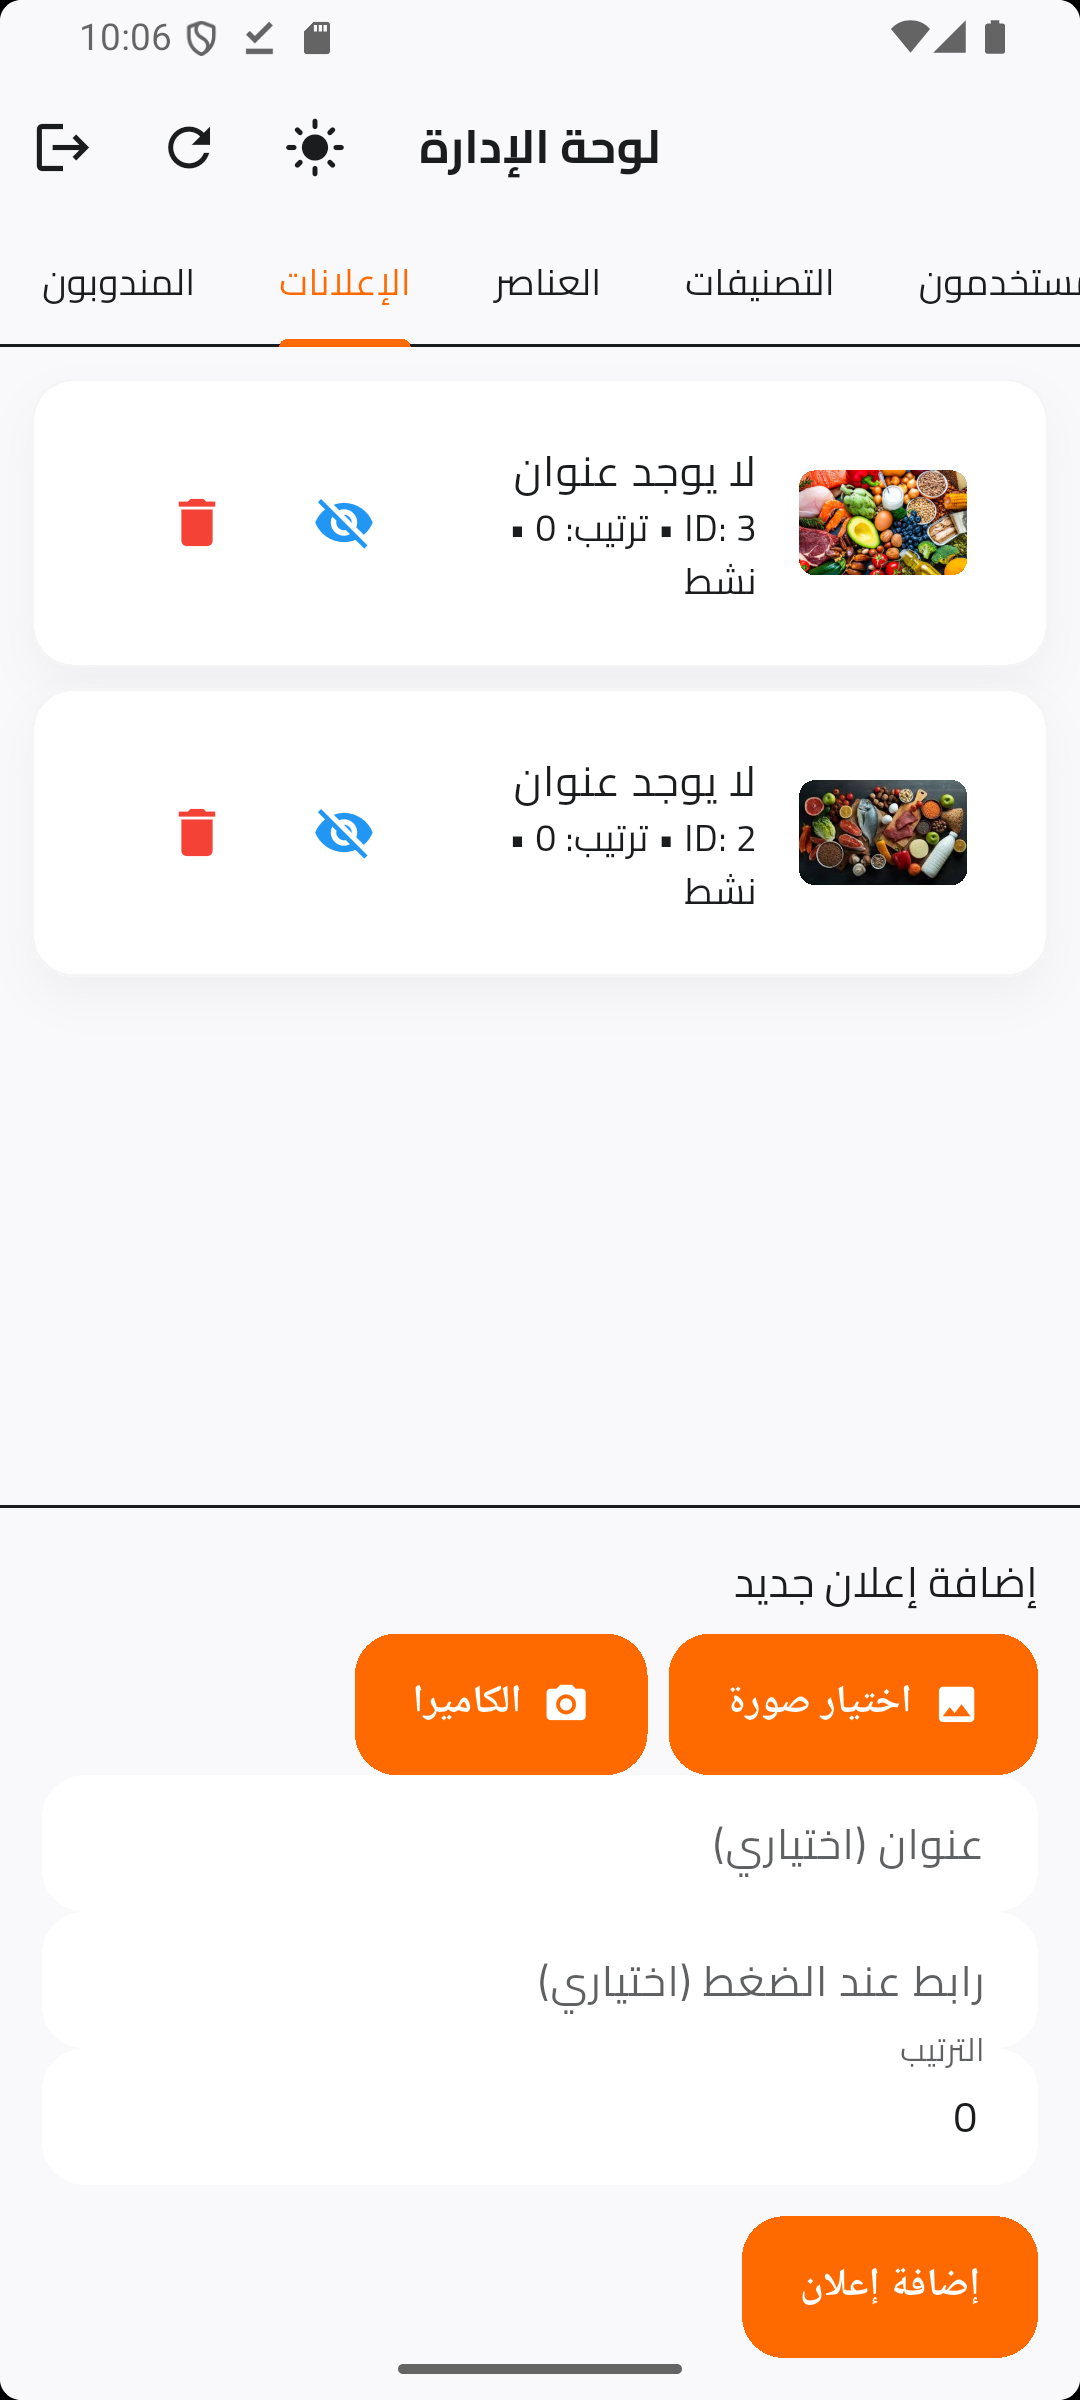 10:06
لوحة الإدارة
مستخدمون التصنيفات العناصر الإعلانات المندوبون
لا يوجد عنوان
ID: 3 • ترتيب: 0 •
نشط
لا يوجد عنوان
ID: 2 • ترتيب: 0 •
نشط
إضافة إعلان جديد
اختيار صورة
الكاميرا
عنوان (اختياري)
رابط عند الضغط (اختياري)
الترتيب
0
إضافة إعلان